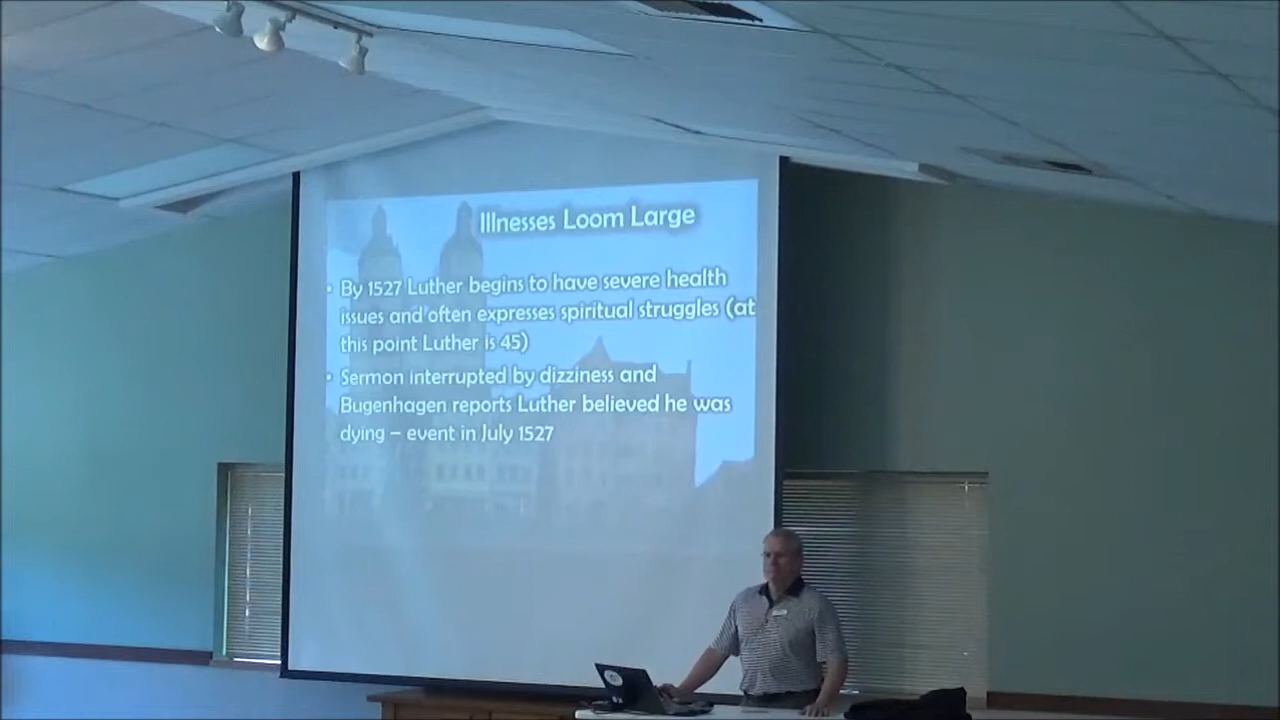 Illnesses Loom Large
• By 1527 Luther begins to have severe health
issues and often expresses spiritual struggles (at
this point Luther is 45)
• Sermon interrupted by dizziness and
Bugenhagen reports Luther believed he was
dying – event in July 1527